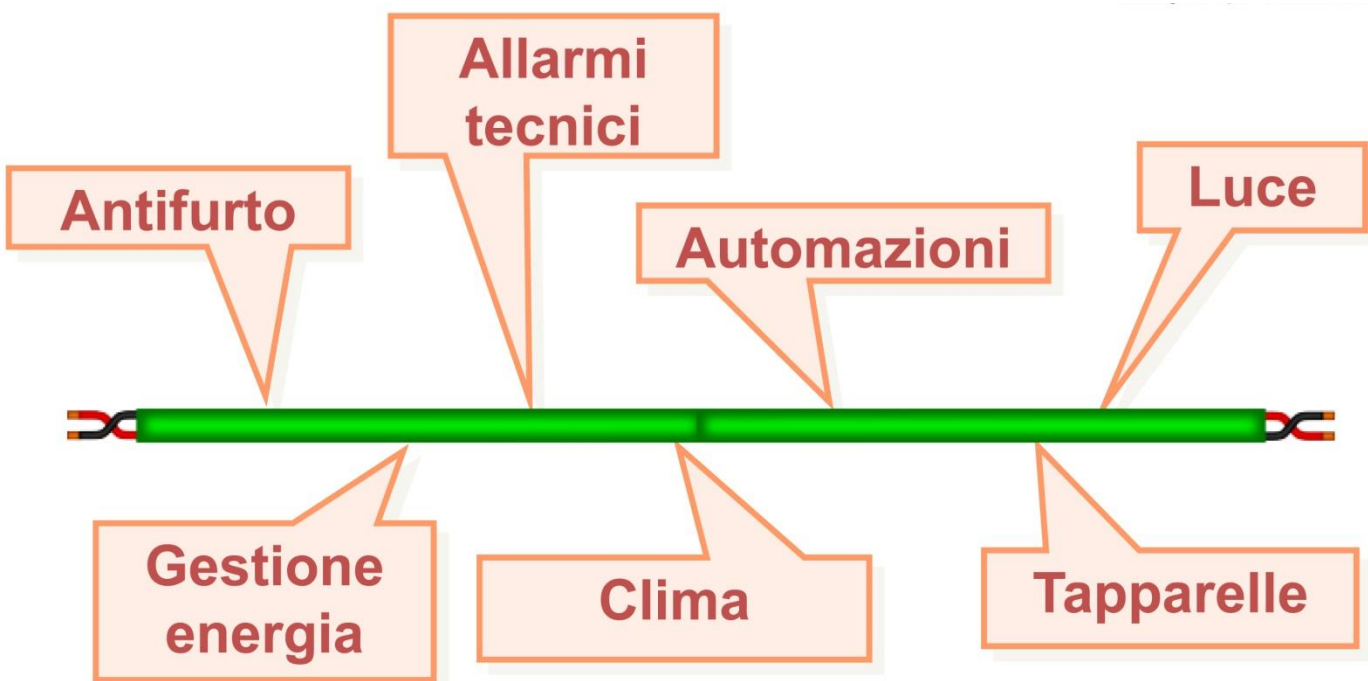 Allarmi
tecnici
Antifurto
Automazioni
Luce
Gestione
energia
Clima
Tapparelle